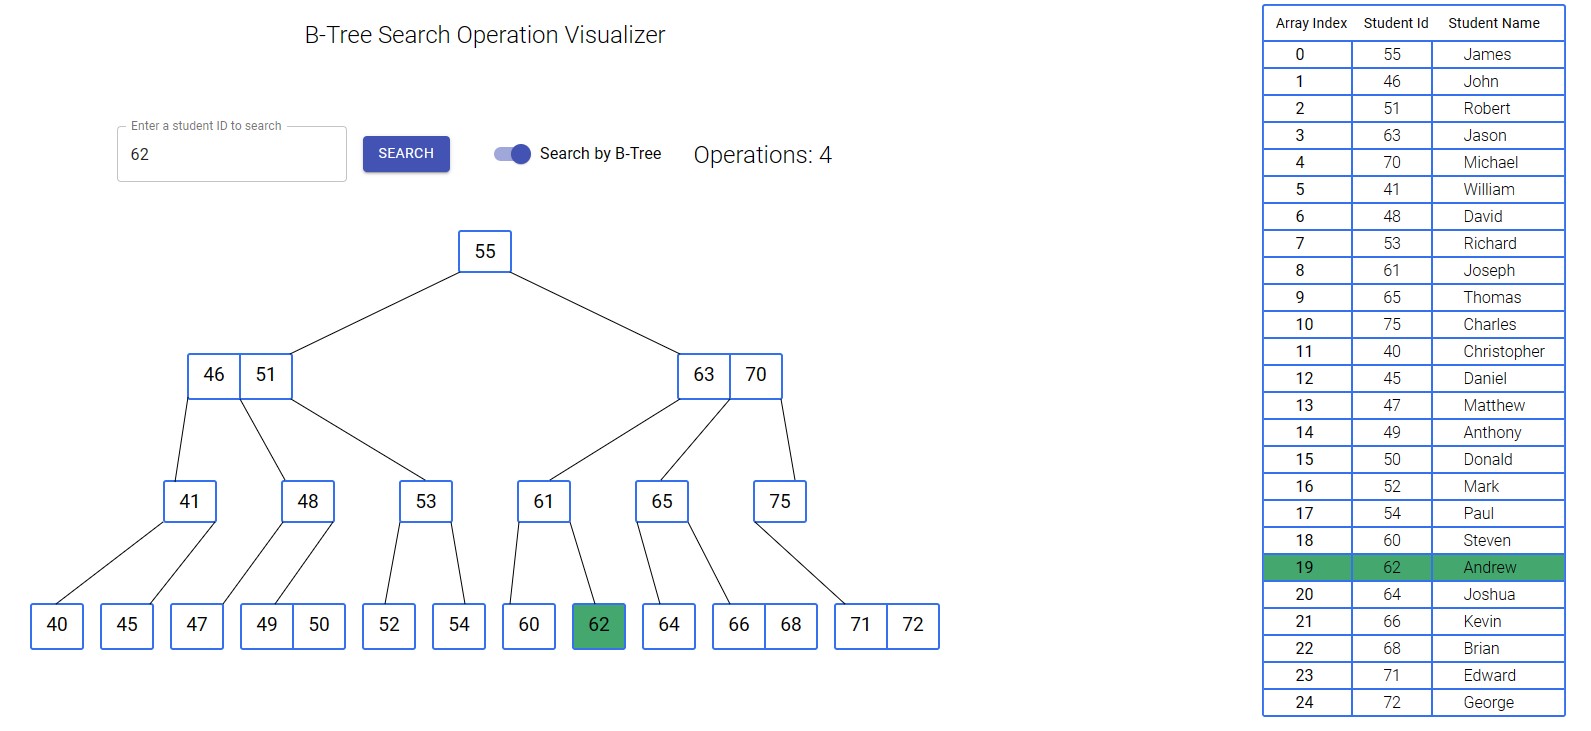 B-Tree Search Operation Visualizer
Enter a student ID to search
62
SEARCH
Search by B-Tree
Operations: 4
55
46 51
63 70
41
48
53
61
65
75
40
45
47
49 50
52
54
60
62
64
66 68
71 72
Array Index Student Id Student Name
0 55 James
1 46 John
2 51 Robert
3 63 Jason
4 70 Michael
5 41 William
6 48 David
7 53 Richard
8 61 Joseph
9 65 Thomas
10 75 Charles
11 40 Christopher
12 45 Daniel
13 47 Matthew
14 49 Anthony
15 50 Donald
16 52 Mark
17 54 Paul
18 60 Steven
19 62 Andrew
20 64 Joshua
21 66 Kevin
22 68 Brian
23 71 Edward
24 72 George